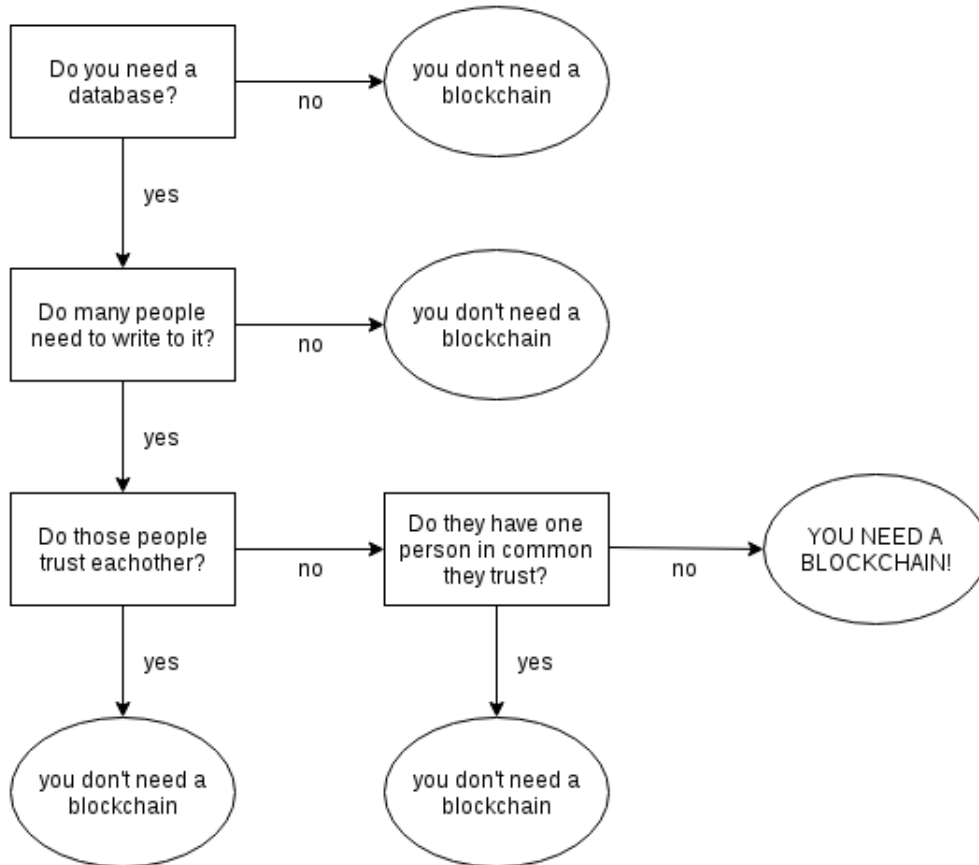 Do you need a
database?
no
you don't need a
blockchain
yes
Do many people
need to write to it?
no
you don't need a
blockchain
yes
Do those people
trust eachother?
no
Do they have one
person in common
they trust?
no
YOU NEED A
BLOCKCHAIN!
yes
yes
you don't need a
blockchain
you don't need a
blockchain